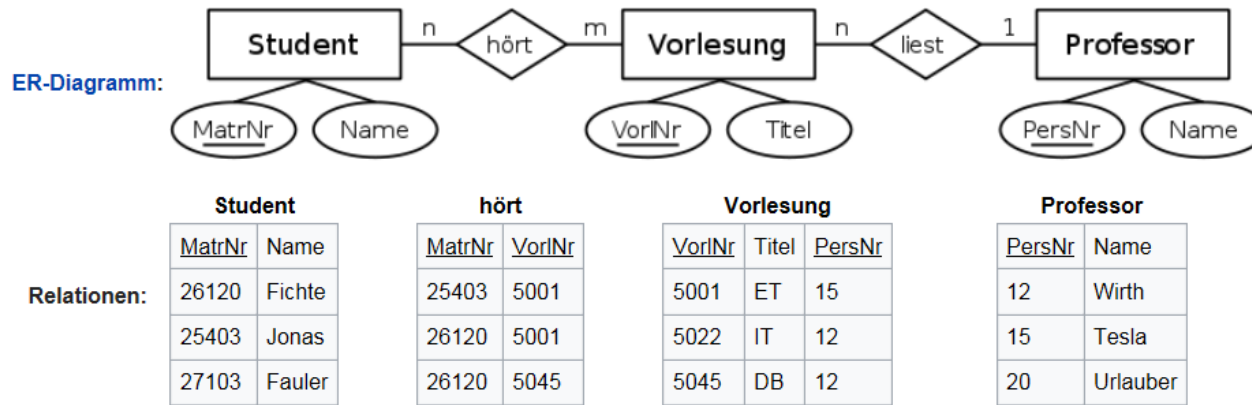 n hört m n liest 1
Student Vorlesung Professor
ER-Diagramm:
MatrNr Name VorlNr Titel PersNr Name
Student hört Vorlesung Professor
MatrNr Name MatrNr VorlNr VorlNr Titel PersNr PersNr Name
Relationen:
26120 Fichte 25403 5001 5001 ET 15 12 Wirth
25403 Jonas 26120 5001 5022 IT 12 15 Tesla
27103 Fauler 26120 5045 5045 DB 12 20 Urlauber